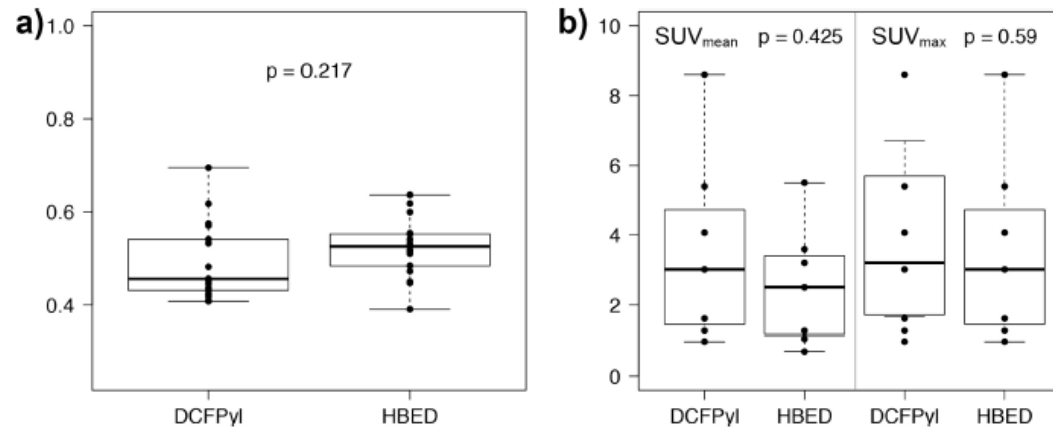 a)
1.0
0.8
0.6
0.4
p = 0.217
DCFPyl HBED
b)
10
8
6
4
2
0
SUVmean p = 0.425 SUVmax p = 0.59
DCFPyl HBED DCFPyl HBED